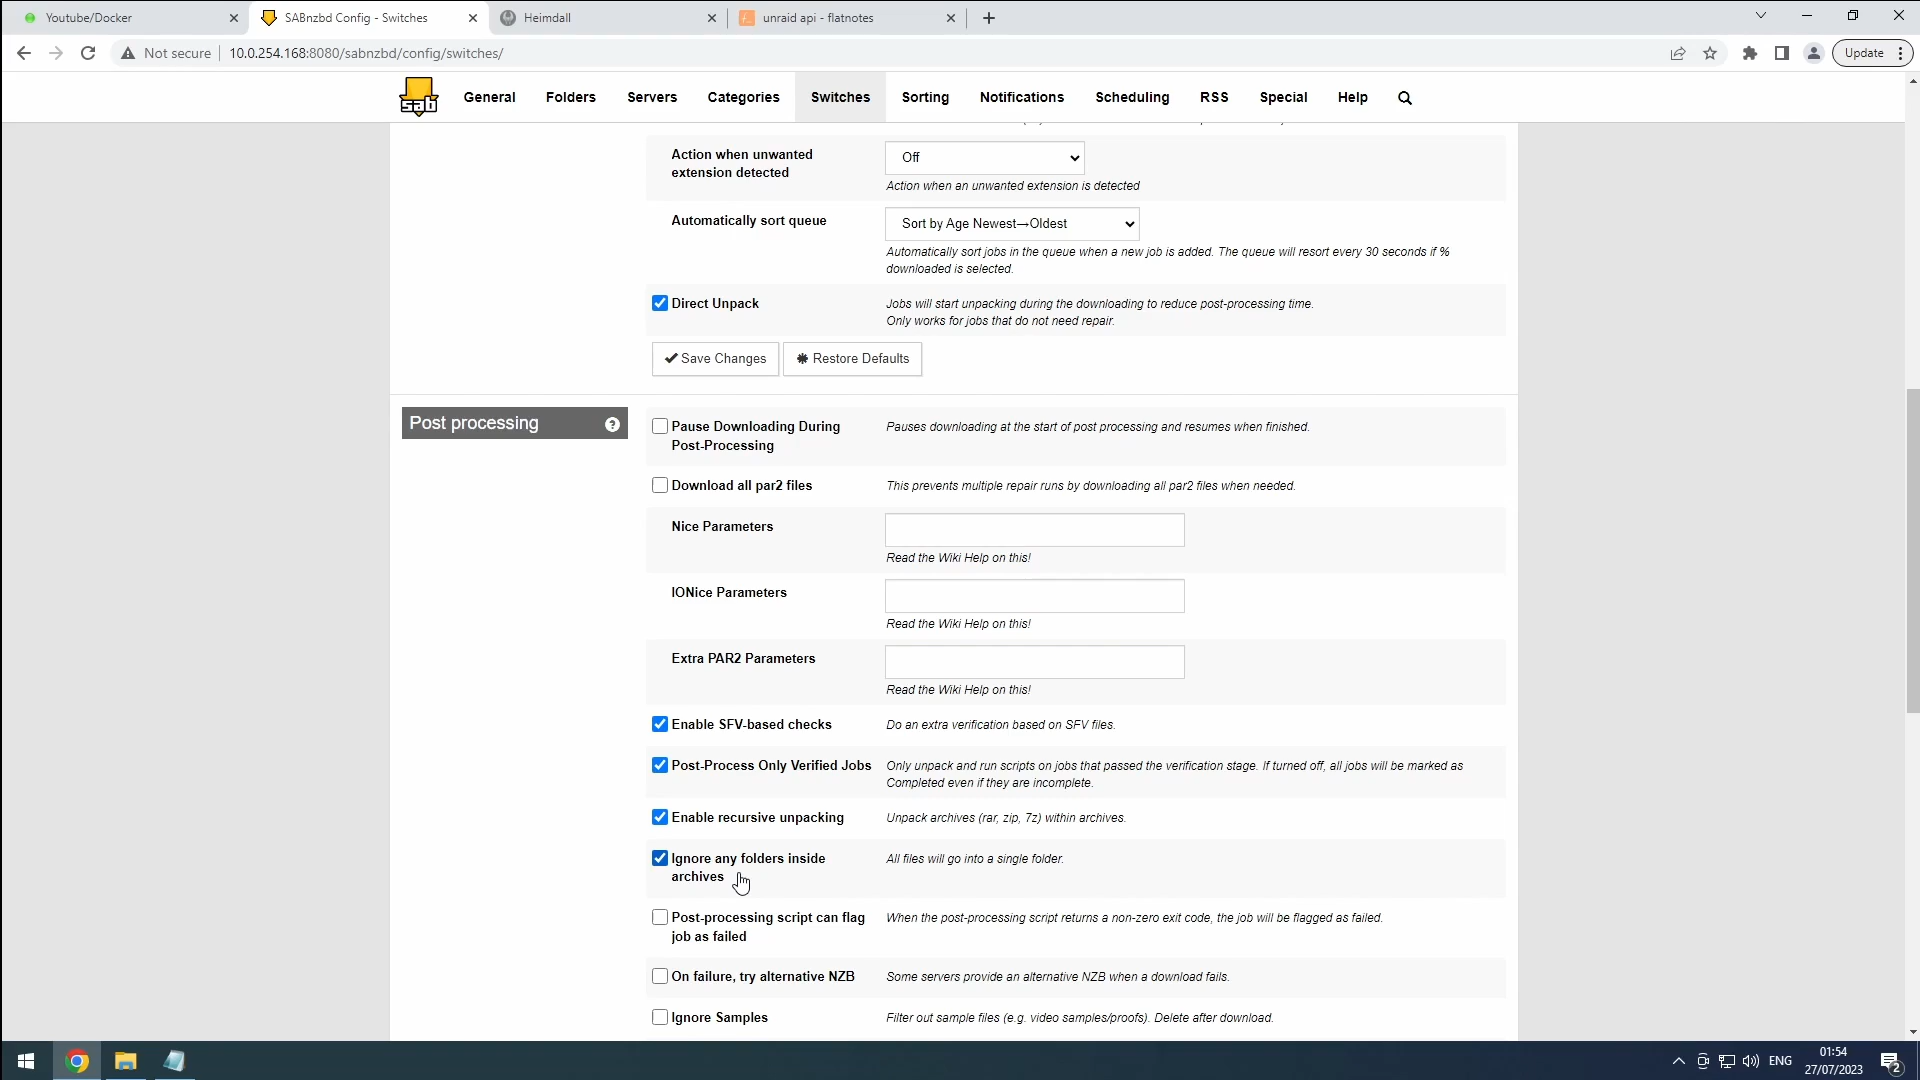 Youtube/Docker
SABnzbd Config - Switches
Heimdall
unraid api - flatnotes
Not secure
10.0.254.168:8080/sabnzbd/config/switches/
Update
sab
General
Folders
Servers
Categories
Switches
Sorting
Notifications
Scheduling
RSS
Special
Help
Action when unwanted
extension detected
Off
Action when an unwanted extension is detected
Automatically sort queue
Sort by Age Newest→Oldest
Automatically sort jobs in the queue when a new job is added. The queue will resort every 30 seconds if %
downloaded is selected.
Direct Unpack
Jobs will start unpacking during the downloading to reduce post-processing time.
Only works for jobs that do not need repair.
Save Changes
Restore Defaults
Post processing
?
Pause Downloading During
Post-Processing
Pauses downloading at the start of post processing and resumes when finished.
Download all par2 files
This prevents multiple repair runs by downloading all par2 files when needed.
Nice Parameters
Read the Wiki Help on this!
IONice Parameters
Read the Wiki Help on this!
Extra PAR2 Parameters
Read the Wiki Help on this!
Enable SFV-based checks
Do an extra verification based on SFV files.
Post-Process Only Verified Jobs
Only unpack and run scripts on jobs that passed the verification stage. If turned off, all jobs will be marked as
Completed even if they are incomplete.
Enable recursive unpacking
Unpack archives (rar, zip, 7z) within archives.
Ignore any folders inside
archives
All files will go into a single folder.
Post-processing script can flag
job as failed
When the post-processing script returns a non-zero exit code, the job will be flagged as failed.
On failure, try alternative NZB
Some servers provide an alternative NZB when a download fails.
Ignore Samples
Filter out sample files (e.g. video samples/proofs). Delete after download.
ENG
01:54
27/07/2023
2